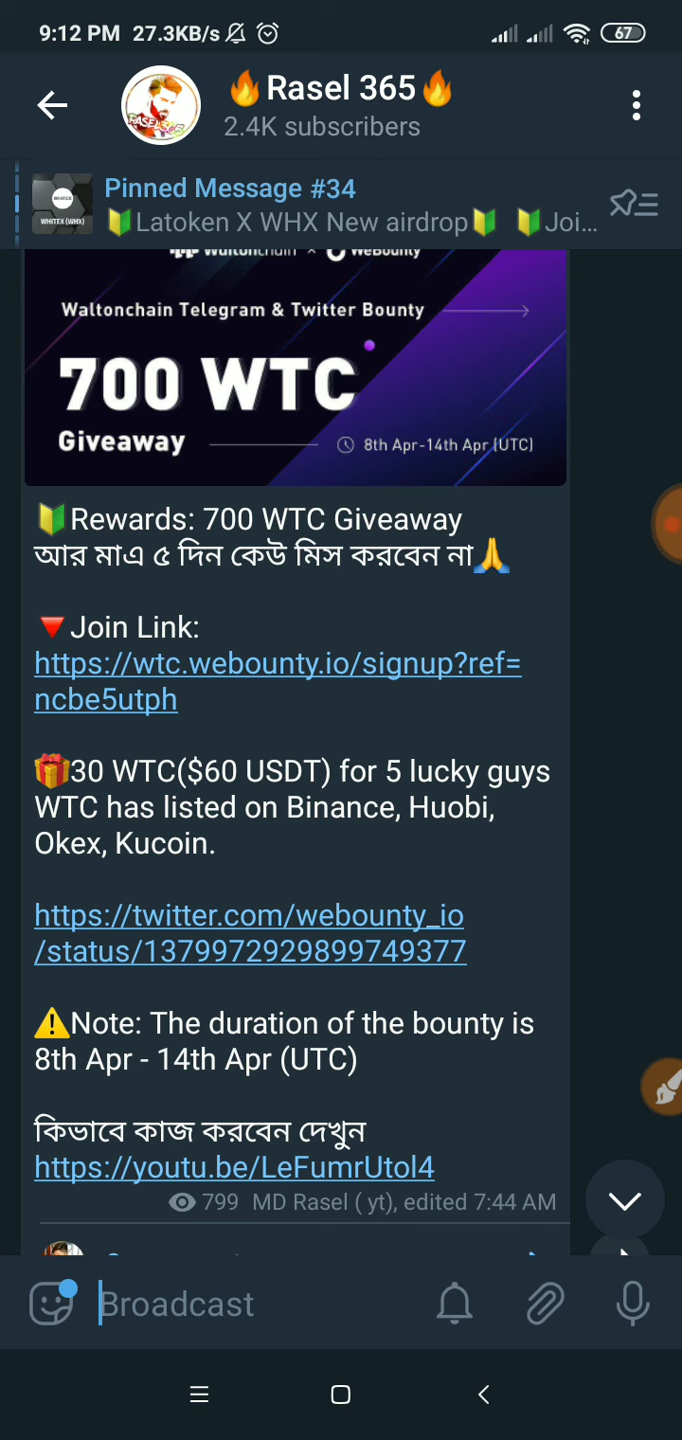 9:12 PM 27.3KB/s 67
🔥Rasel 365🔥
2.4K subscribers
Pinned Message #34
🔰Latoken X WHX New airdrop🔰 🔰Joi...
WHITEX (WHX)
Waltonchain × WeBounty
Waltonchain Telegram & Twitter Bounty
700 WTC
Giveaway 8th Apr-14th Apr (UTC)
🔰Rewards: 700 WTC Giveaway
আর মাএ ৫ দিন কেউ মিস করবেন না🙏
🔻Join Link:
https://wtc.webounty.io/signup?ref=
ncbe5utph
🎁30 WTC($60 USDT) for 5 lucky guys
WTC has listed on Binance, Huobi,
Okex, Kucoin.
https://twitter.com/webounty_io
/status/1379972929899749377
⚠️Note: The duration of the bounty is
8th Apr - 14th Apr (UTC)
কিভাবে কাজ করবেন দেখুন
https://youtu.be/LeFumrUtol4
799 MD Rasel ( yt), edited 7:44 AM
Broadcast